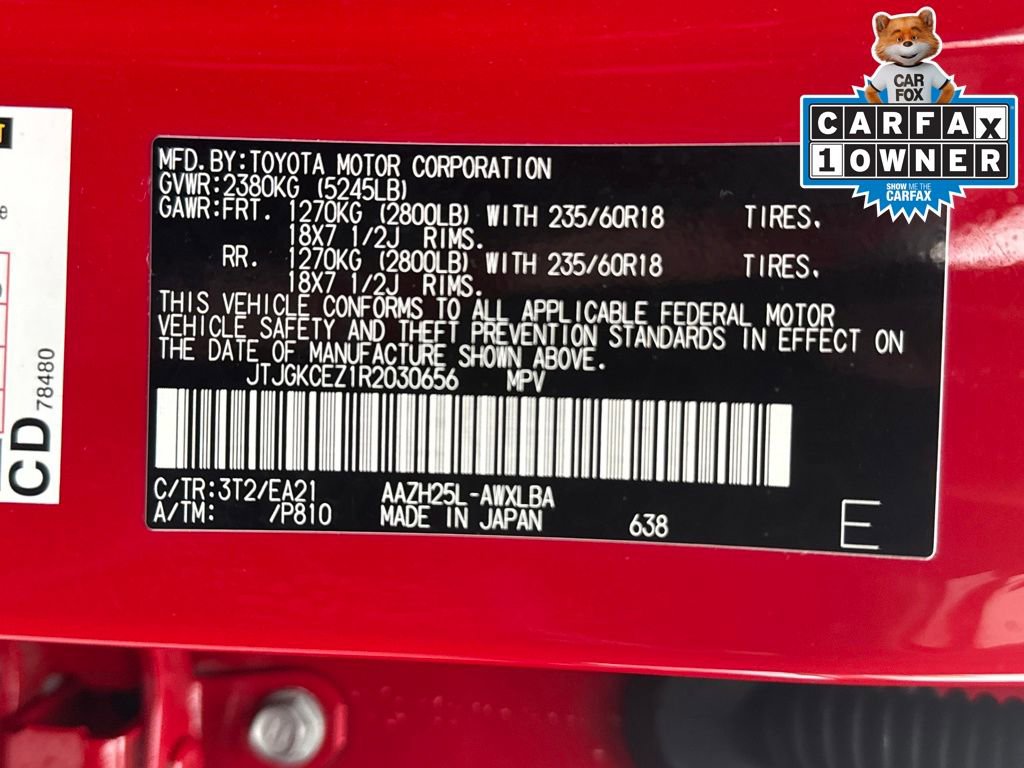 CAR
FOX
CARFAX
1 OWNER
SHOW ME THE
CARFAX
MFD. BY:TOYOTA MOTOR CORPORATION
GVWR:2380KG (5245LB)
GAWR:FRT. 1270KG (2800LB) WITH 235/60R18 TIRES.
18X7 1/2J RIMS.
RR. 1270KG (2800LB) WITH 235/60R18 TIRES.
18X7 1/2J RIMS.
THIS VEHICLE CONFORMS TO ALL APPLICABLE FEDERAL MOTOR
VEHICLE SAFETY AND THEFT PREVENTION STANDARDS IN EFFECT ON
THE DATE OF MANUFACTURE SHOWN ABOVE.
JTJGKCEZ1R2030656 MPV
C/TR:3T2/EA21 AAZH25L-AWXLBA
A/TM: /P810 MADE IN JAPAN 638 E
CD 78480